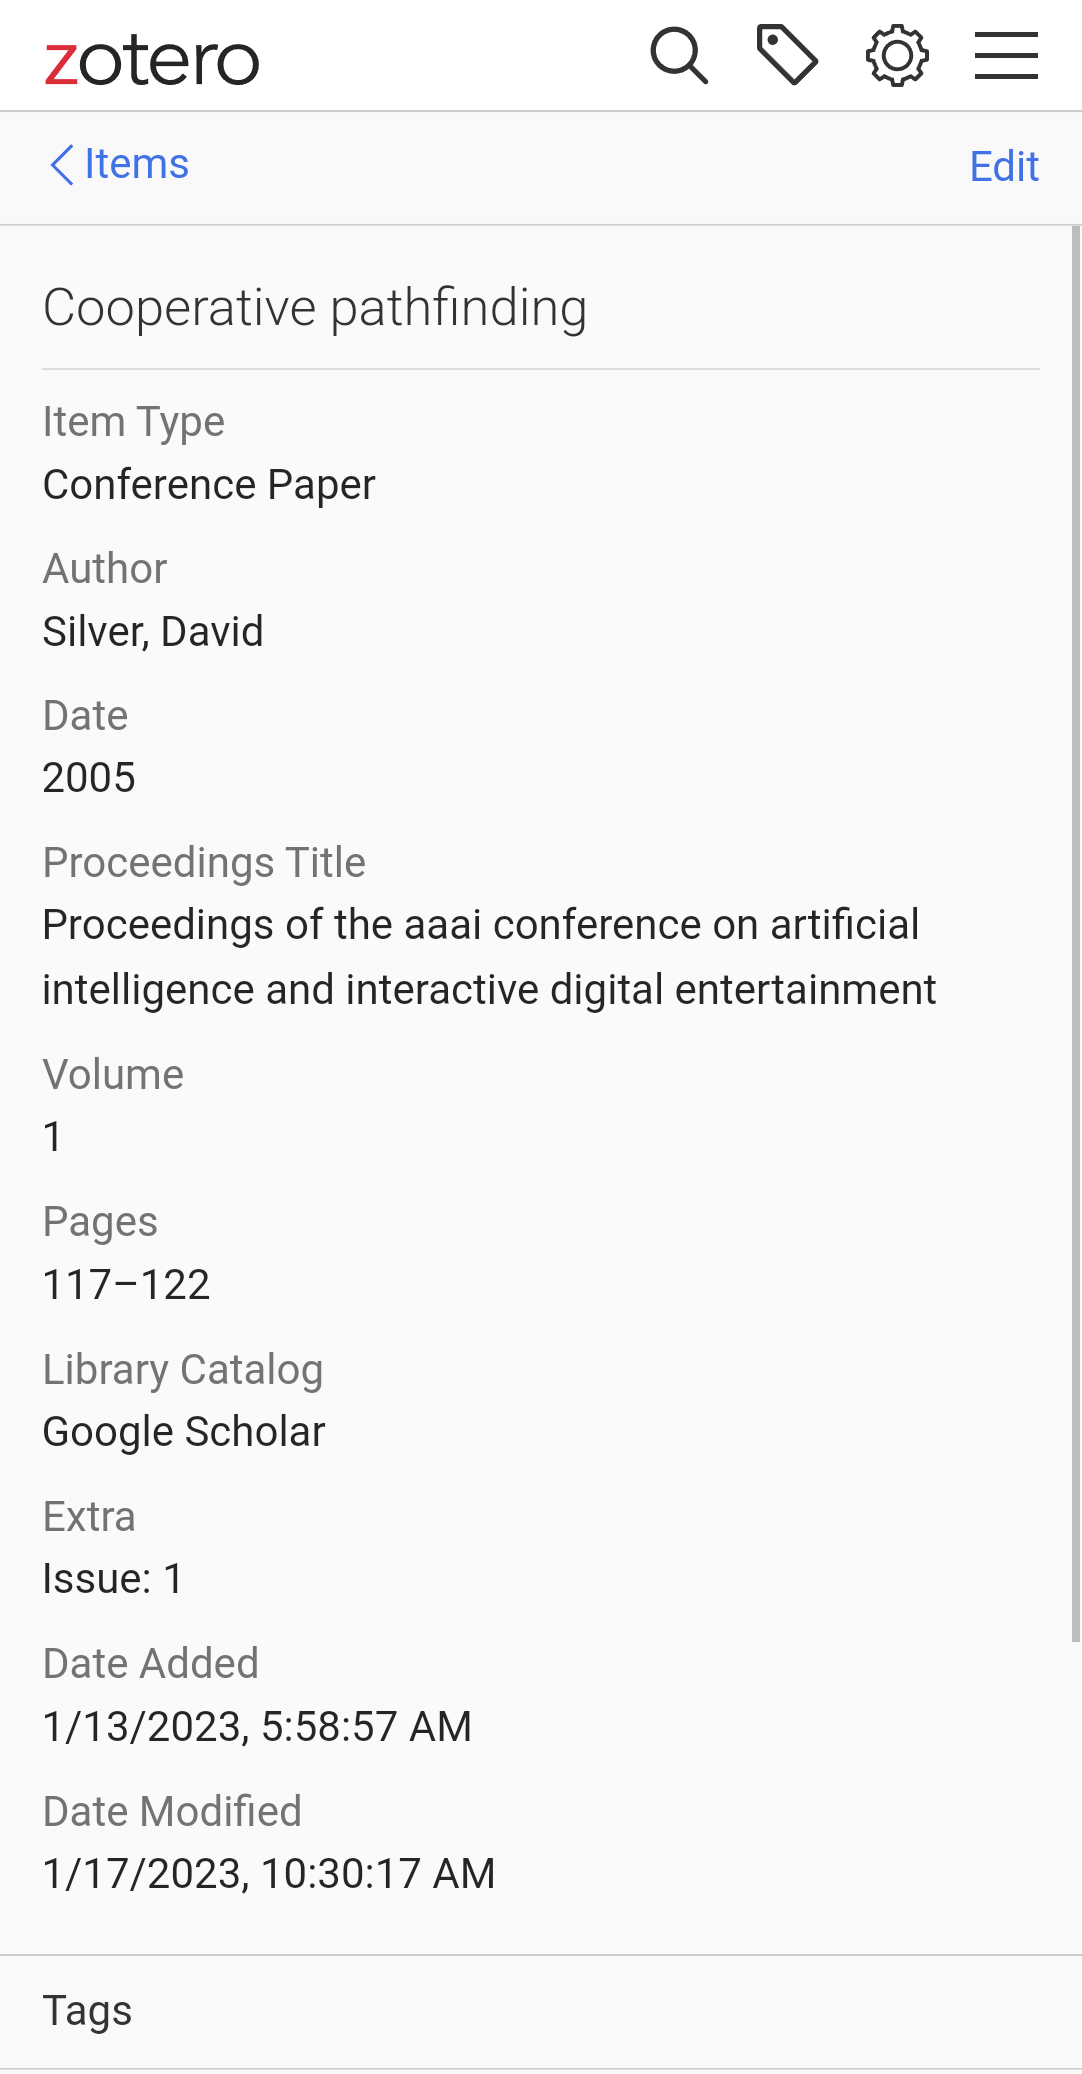 zotero
Items
Edit
Cooperative pathfinding
Item Type
Conference Paper
Author
Silver, David
Date
2005
Proceedings Title
Proceedings of the aaai conference on artificial
intelligence and interactive digital entertainment
Volume
1
Pages
117–122
Library Catalog
Google Scholar
Extra
Issue: 1
Date Added
1/13/2023, 5:58:57 AM
Date Modified
1/17/2023, 10:30:17 AM
Tags